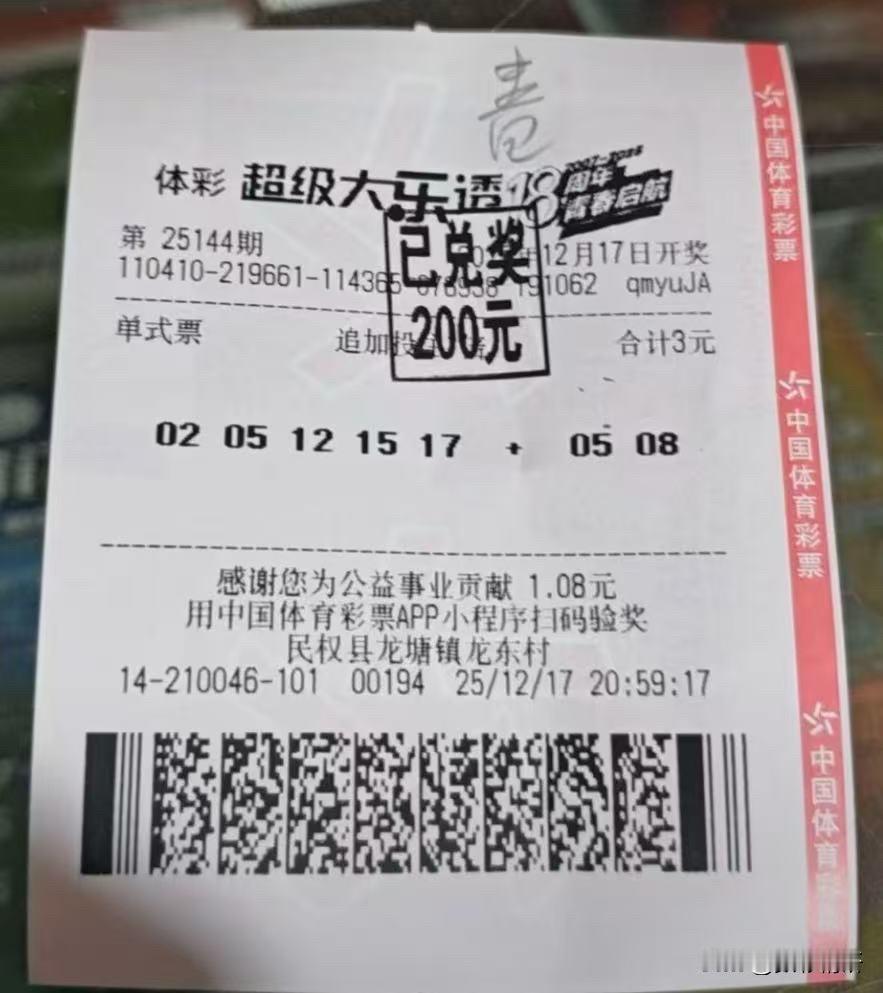 青
体彩 超级大乐透 18周年 青春启航
2007-2025
第 25144期 12月17日开奖
110410-219661-114365-078938 191062 qmyuJA
已兑奖
200元
单式票 追加投 合计3元
02 05 12 15 17 + 05 08
感谢您为公益事业贡献 1.08元
用中国体育彩票APP小程序扫码验奖
民权县龙塘镇龙东村
14-210046-101 00194 25/12/17 20:59:17
中国体育彩票
中国体育彩票
中国体育彩票